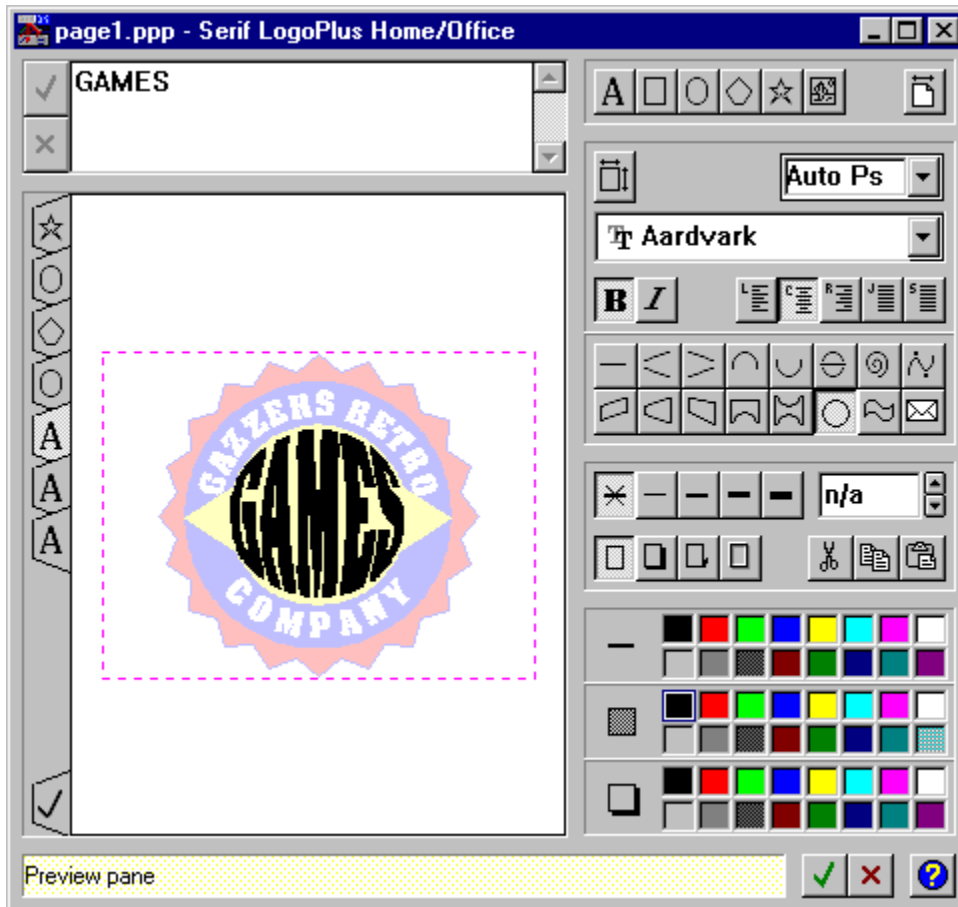 page1.ppp - Serif LogoPlus Home/Office
GAMES
A
Auto Ps
Aardvark
B I L C R J S
GAZZERS RETRO
GAMES
COMPANY
A
A
A
n/a
Preview pane
?